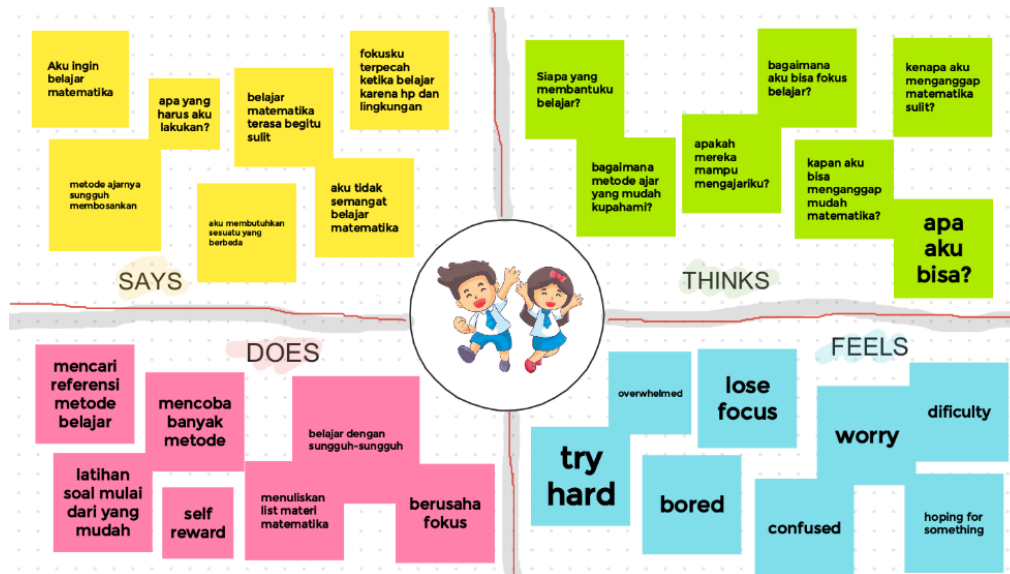 Aku ingin
belajar
matematika
apa yang
harus aku
lakukan?
belajar
matematika
terasa begitu
sulit
fokusku
terpecah
ketika belajar
karena hp dan
lingkungan
metode ajarnya
sungguh
membosankan
aku membutuhkan
sesuatu yang
berbeda
aku tidak
semangat
belajar
matematika
SAYS
Siapa yang
membantuku
belajar?
bagaimana
metode ajar
yang mudah
kupahami?
apakah
mereka
mampu
mengajariku?
bagaimana
aku bisa fokus
belajar?
kapan aku
bisa
menganggap
mudah
matematika?
kenapa aku
menganggap
matematika
sulit?
apa
aku
bisa?
THINKS
DOES
mencari
referensi
metode
belajar
mencoba
banyak
metode
belajar dengan
sungguh-sungguh
latihan
soal mulai
dari yang
mudah
self
reward
menuliskan
list materi
matematika
berusaha
fokus
FEELS
overwhelmed
lose
focus
worry
dificulty
try
hard
bored
confused
hoping for
something